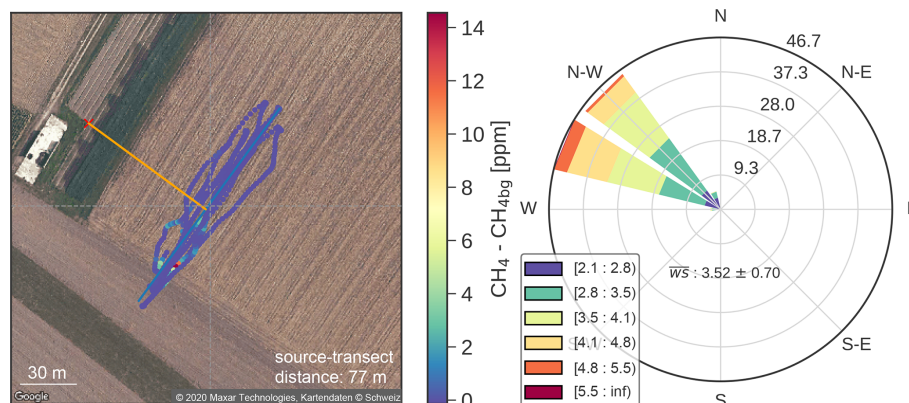 30 m
source-transect
distance: 77 m
Google
© 2020 Maxar Technologies, Kartendaten © Schweiz
14
12
10
8
6
4
2
0
CH4 - CH4bg [ppm]
N
N-E
S-E
S
W
N-W
46.7
37.3
28.0
18.7
9.3
ws : 3.52 ± 0.70
[2.1 : 2.8)
[2.8 : 3.5)
[3.5 : 4.1)
[4.1 : 4.8)
[4.8 : 5.5)
[5.5 : inf)